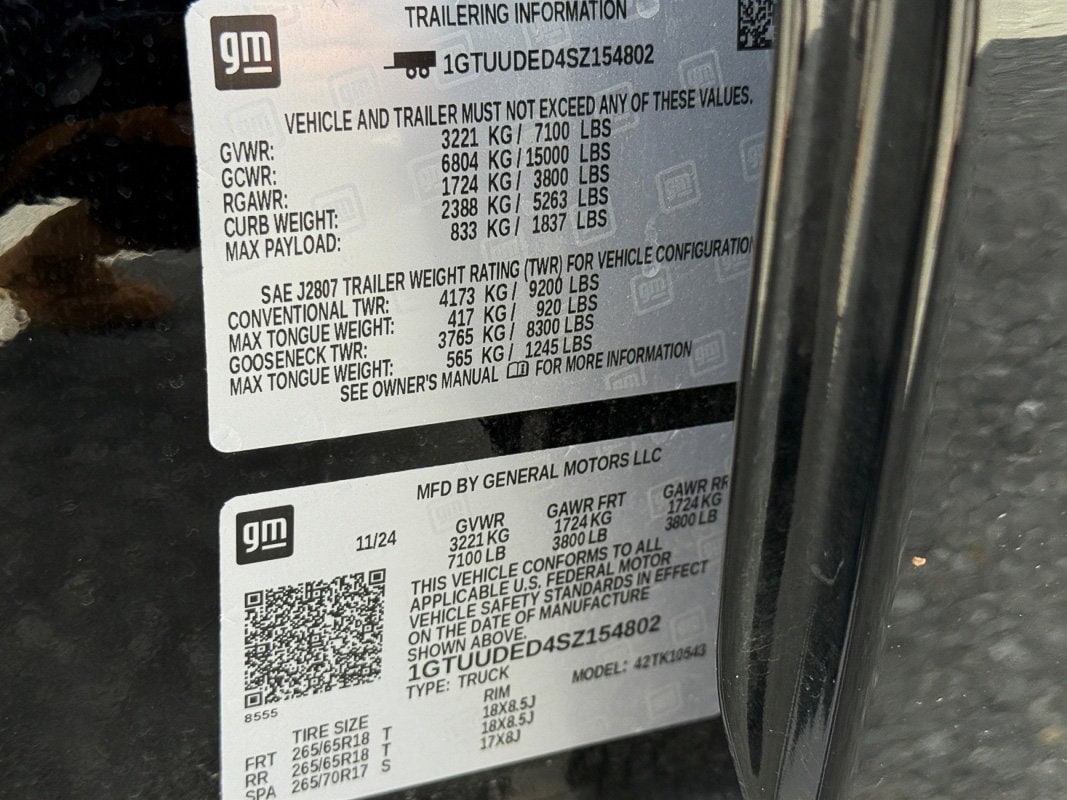 gm
TRAILERING INFORMATION
1GTUUDED4SZ154802
VEHICLE AND TRAILER MUST NOT EXCEED ANY OF THESE VALUES.
GVWR: 3221 KG / 7100 LBS
GCWR: 6804 KG / 15000 LBS
RGAWR: 1724 KG / 3800 LBS
CURB WEIGHT: 2388 KG / 5263 LBS
MAX PAYLOAD: 833 KG / 1837 LBS
SAE J2807 TRAILER WEIGHT RATING (TWR) FOR VEHICLE CONFIGURATIO
CONVENTIONAL TWR: 4173 KG / 9200 LBS
MAX TONGUE WEIGHT: 417 KG / 920 LBS
GOOSENECK TWR: 3765 KG / 8300 LBS
MAX TONGUE WEIGHT: 565 KG / 1245 LBS
SEE OWNER'S MANUAL FOR MORE INFORMATION
gm
MFD BY GENERAL MOTORS LLC
11/24
GVWR GAWR FRT GAWR RR
3221 KG 1724 KG 1724 KG
7100 LB 3800 LB 3800 LB
THIS VEHICLE CONFORMS TO ALL
APPLICABLE U.S. FEDERAL MOTOR
VEHICLE SAFETY STANDARDS IN EFFECT
ON THE DATE OF MANUFACTURE
SHOWN ABOVE.
1GTUUDED4SZ154802
TYPE: TRUCK MODEL: 42TK10543
8555
TIRE SIZE RIM
FRT 265/65R18 T 18X8.5J
RR 265/65R18 T 18X8.5J
SPA 265/70R17 S 17X8J